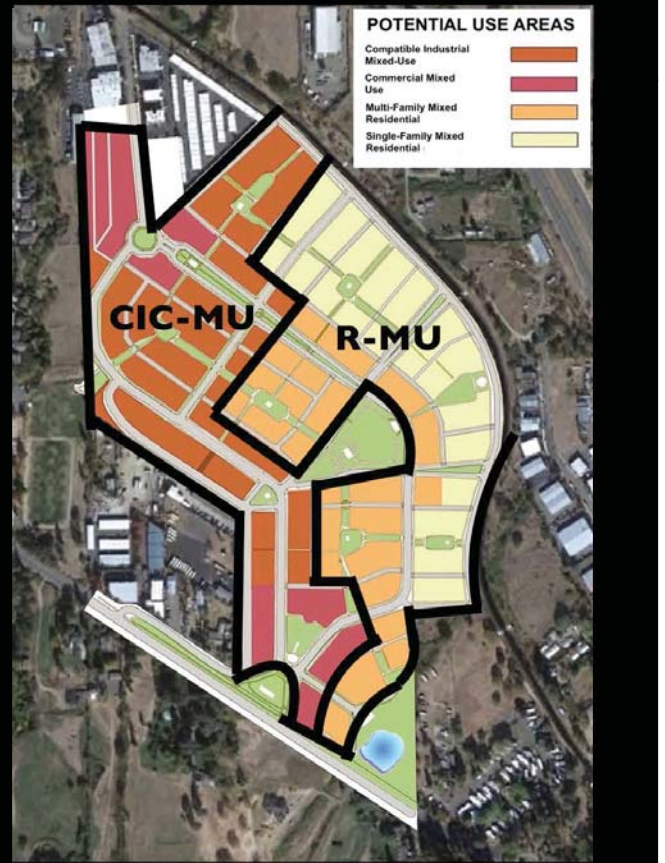 POTENTIAL USE AREAS
Compatible Industrial
Mixed-Use
Commercial Mixed
Use
Multi-Family Mixed
Residential
Single-Family Mixed
Residential
CIC-MU
R-MU